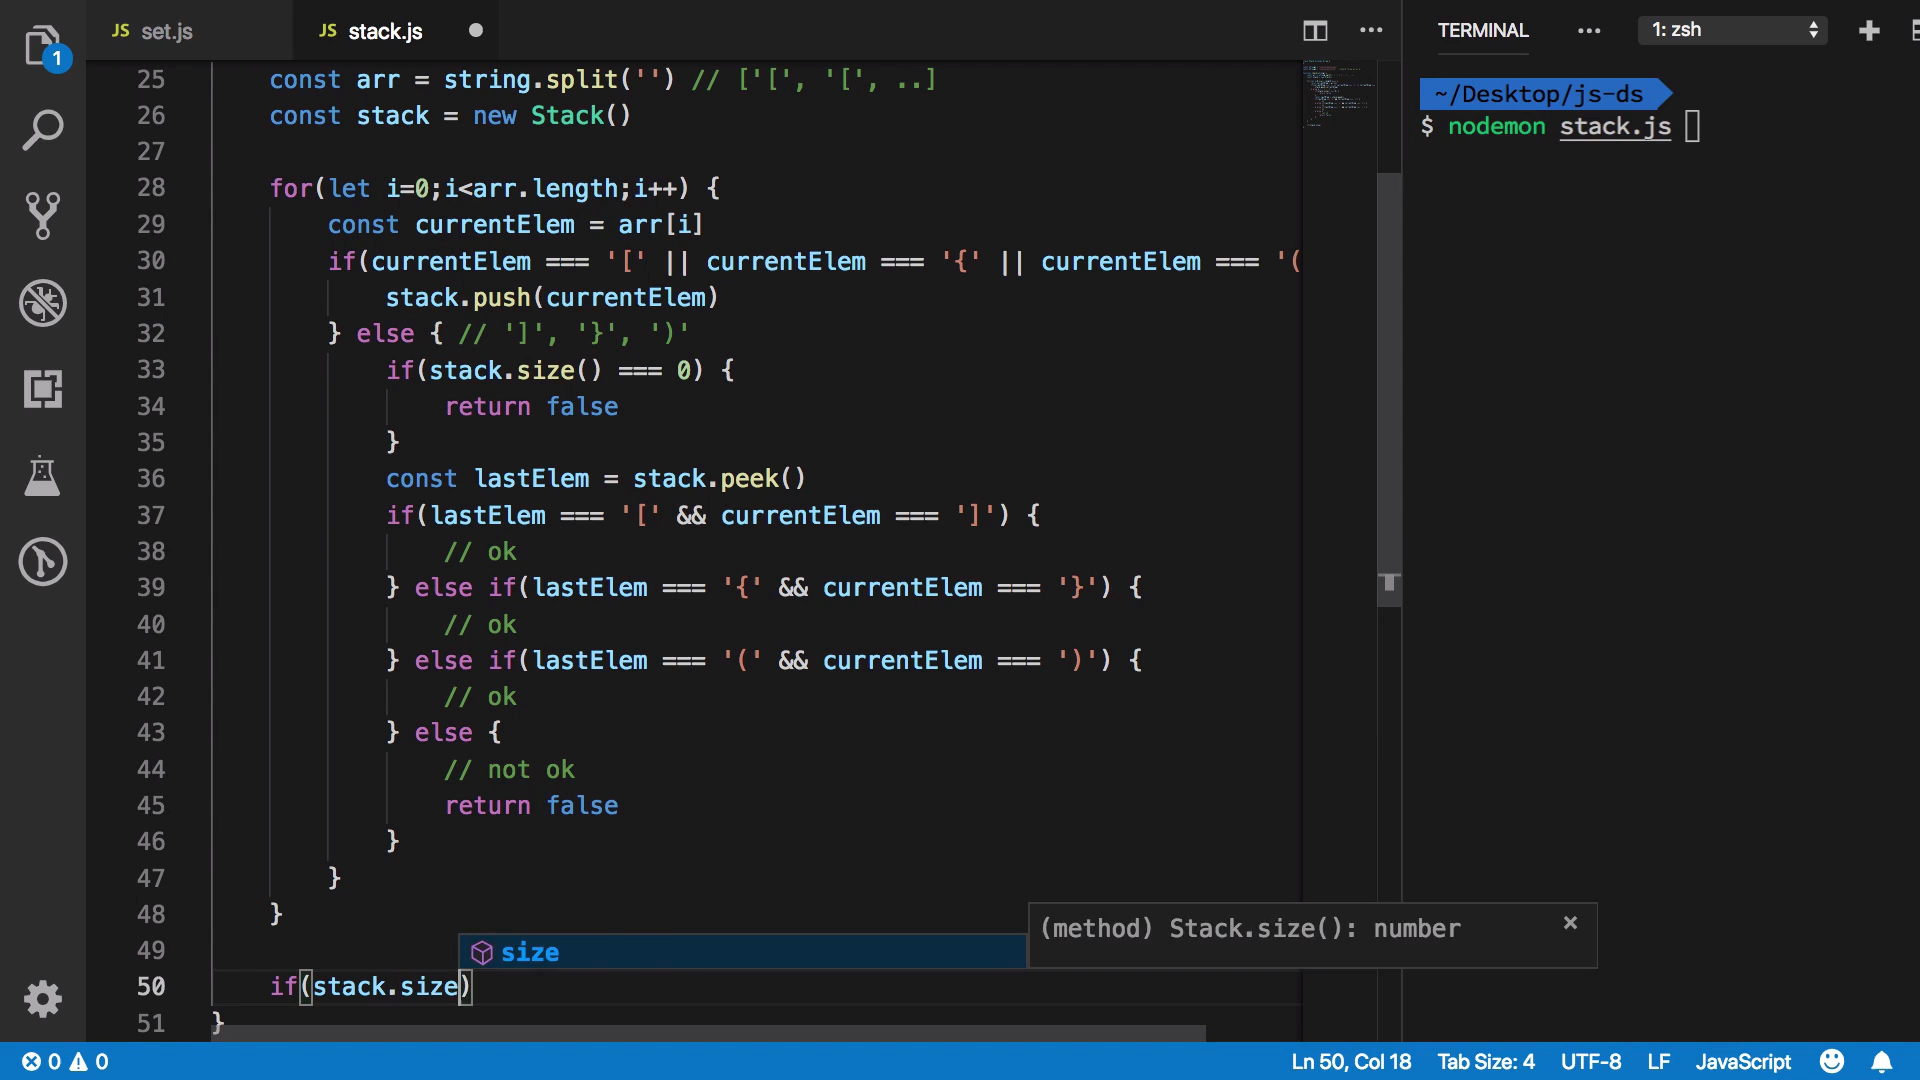 JS set.js
JS stack.js
TERMINAL
1: zsh
1
25 const arr = string.split('') // ['[', '[', ..]
26 const stack = new Stack()
27
28 for(let i=0;i<arr.length;i++) {
29 const currentElem = arr[i]
30 if(currentElem === '[' || currentElem === '{' || currentElem === '(
31 stack.push(currentElem)
32 } else { // ']', '}', ')'
33 if(stack.size() === 0) {
34 return false
35 }
36 const lastElem = stack.peek()
37 if(lastElem === '[' && currentElem === ']') {
38 // ok
39 } else if(lastElem === '{' && currentElem === '}') {
40 // ok
41 } else if(lastElem === '(' && currentElem === ')') {
42 // ok
43 } else {
44 // not ok
45 return false
46 }
47 }
48 }
49
size
(method) Stack.size(): number
50 if(stack.size)
51 }
~/Desktop/js-ds
$ nodemon stack.js
0 0
Ln 50, Col 18 Tab Size: 4 UTF-8 LF JavaScript